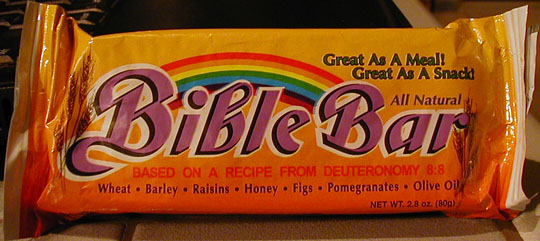 Great As A Meal!
Great As A Snack!
All Natural
Bible Bar
BASED ON A RECIPE FROM DEUTERONOMY 8:8
Wheat • Barley • Raisins • Honey • Figs • Pomegranates • Olive Oil
NET WT. 2.8 oz. (80g)